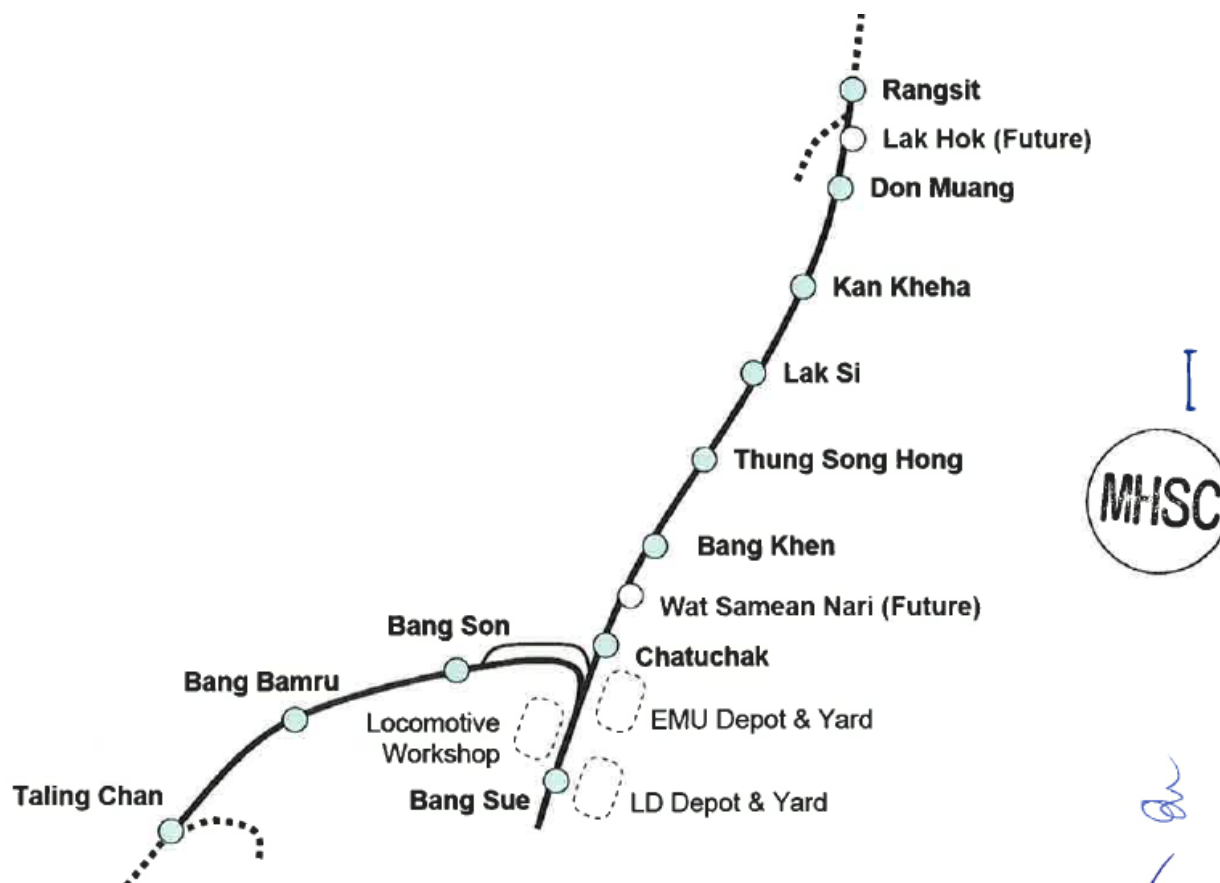 Rangsit
Lak Hok (Future)
Don Muang
Kan Kheha
Lak Si
Thung Song Hong
MHSC
Bang Khen
Wat Samean Nari (Future)
Bang Son
Chatuchak
Bang Bamru
Locomotive
Workshop
EMU Depot & Yard
Taling Chan
Bang Sue
LD Depot & Yard